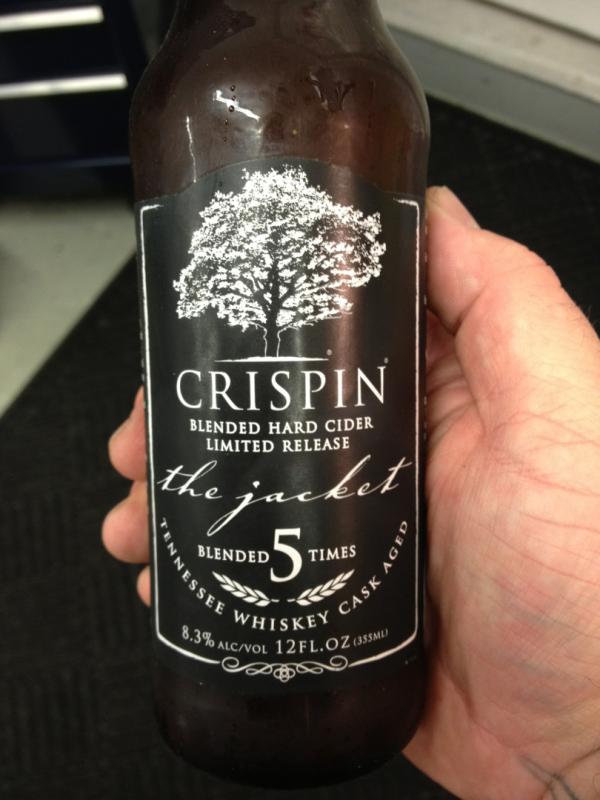 CRISPIN®
BLENDED HARD CIDER
LIMITED RELEASE
the jacket
BLENDED 5 TIMES
TENNESSEE WHISKEY CASK AGED
8.3% ALC/VOL 12FL.OZ (355ML)